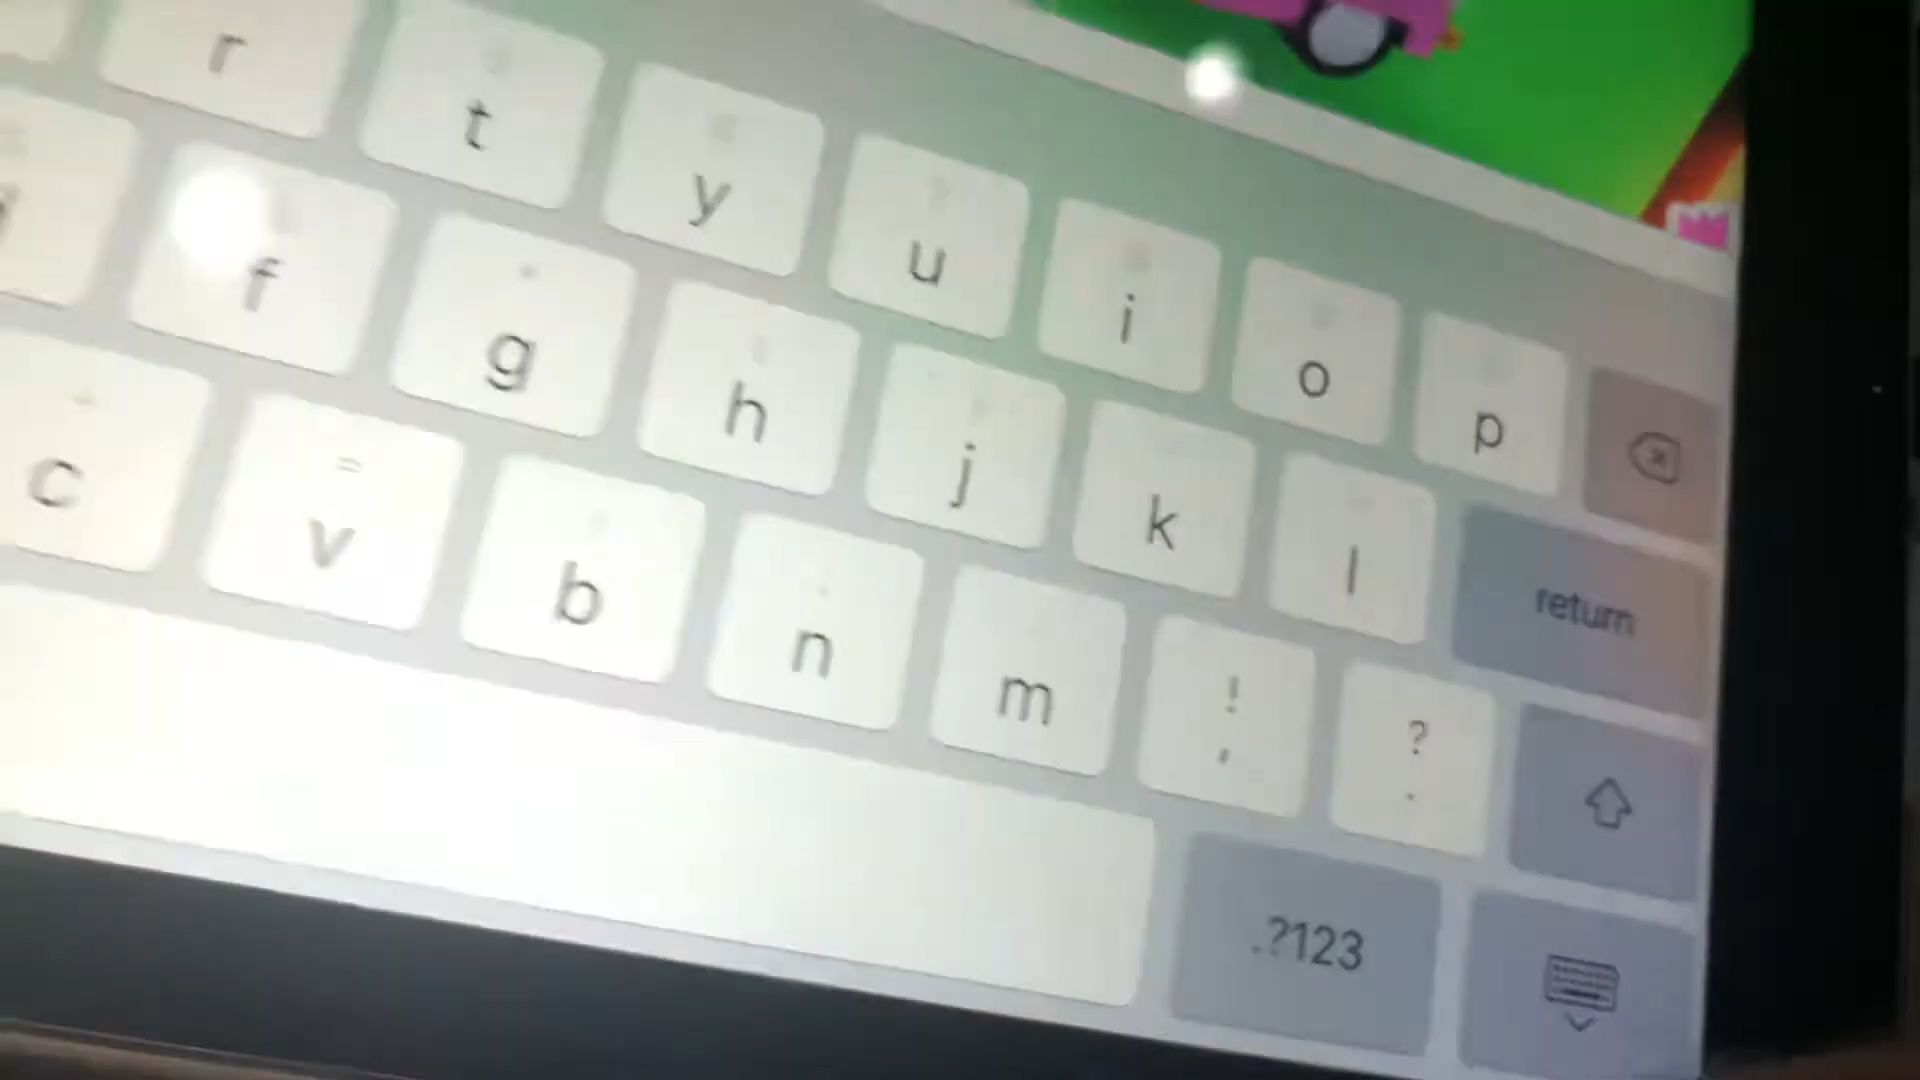 r t y u i o p
f g h j k l return
c v b n m ! , ? .
.?123